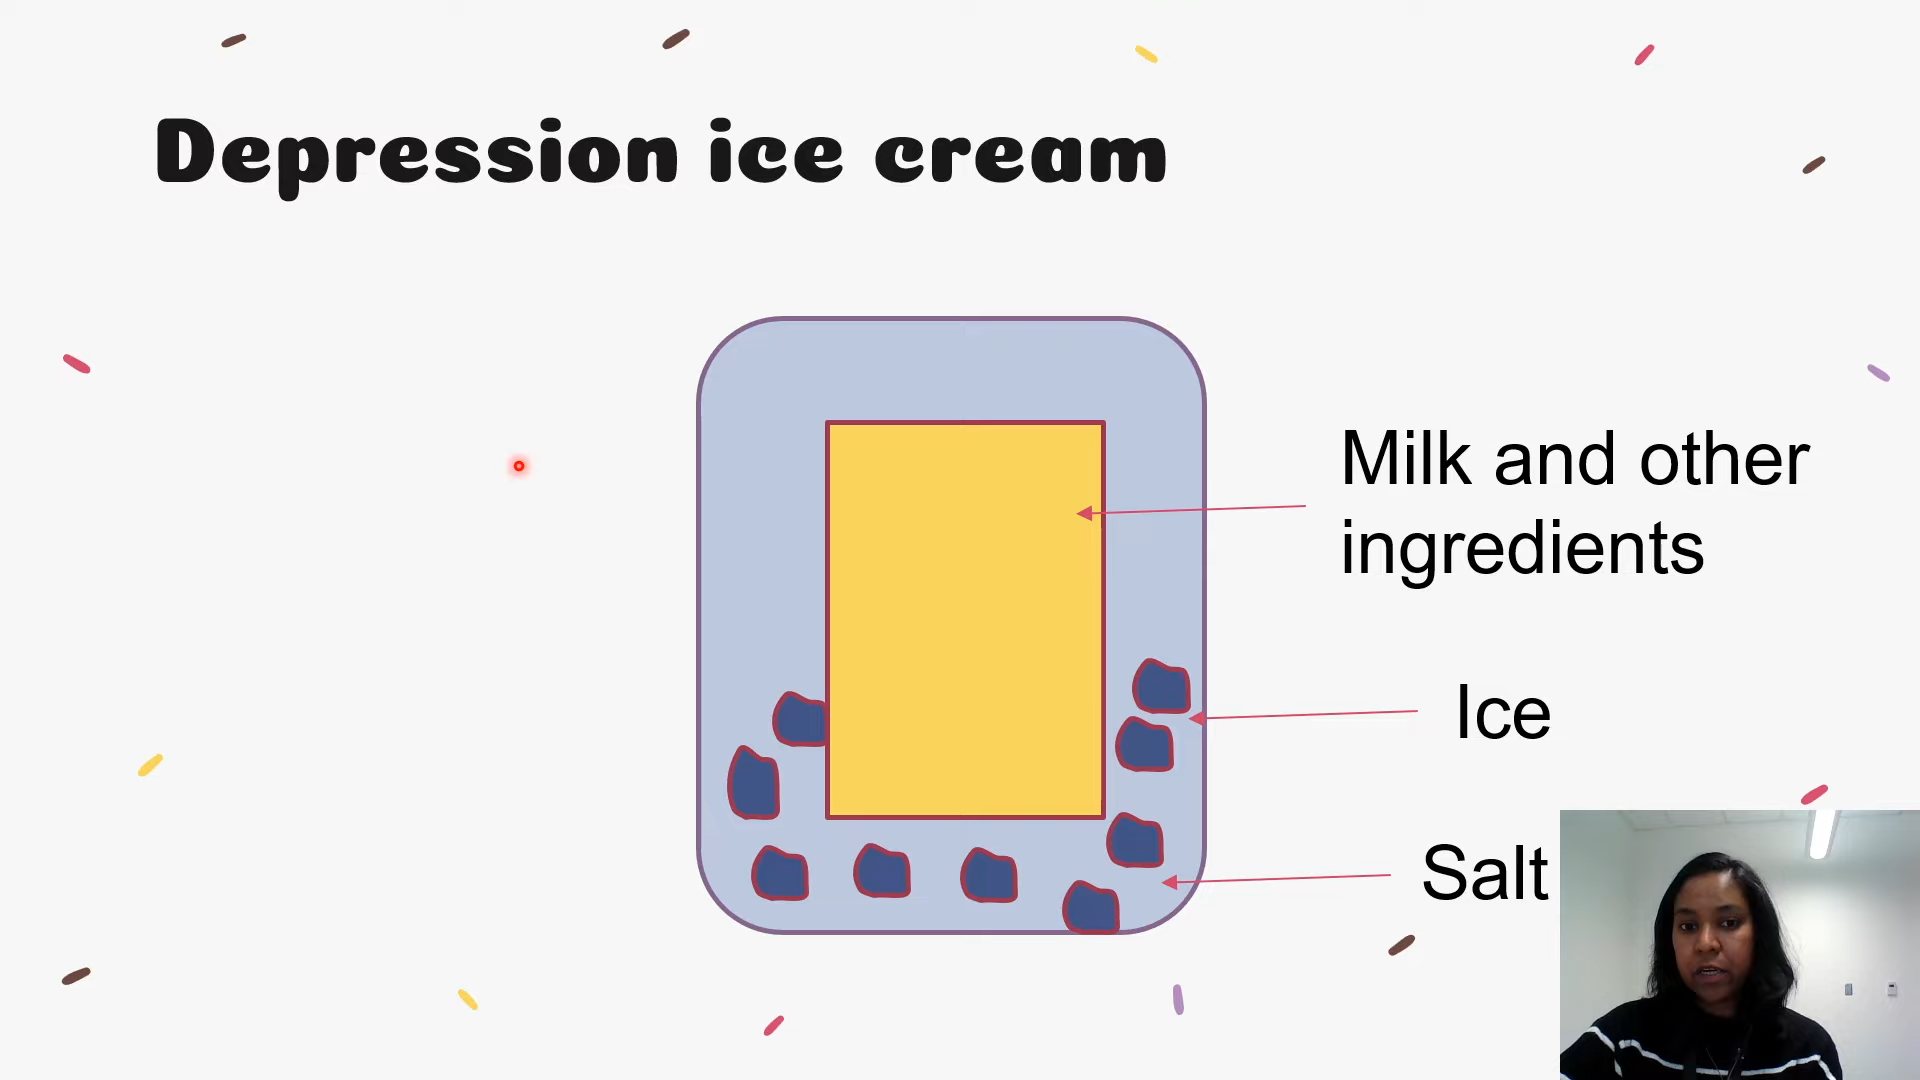 Depression ice cream
Milk and other
ingredients
Ice
Salt